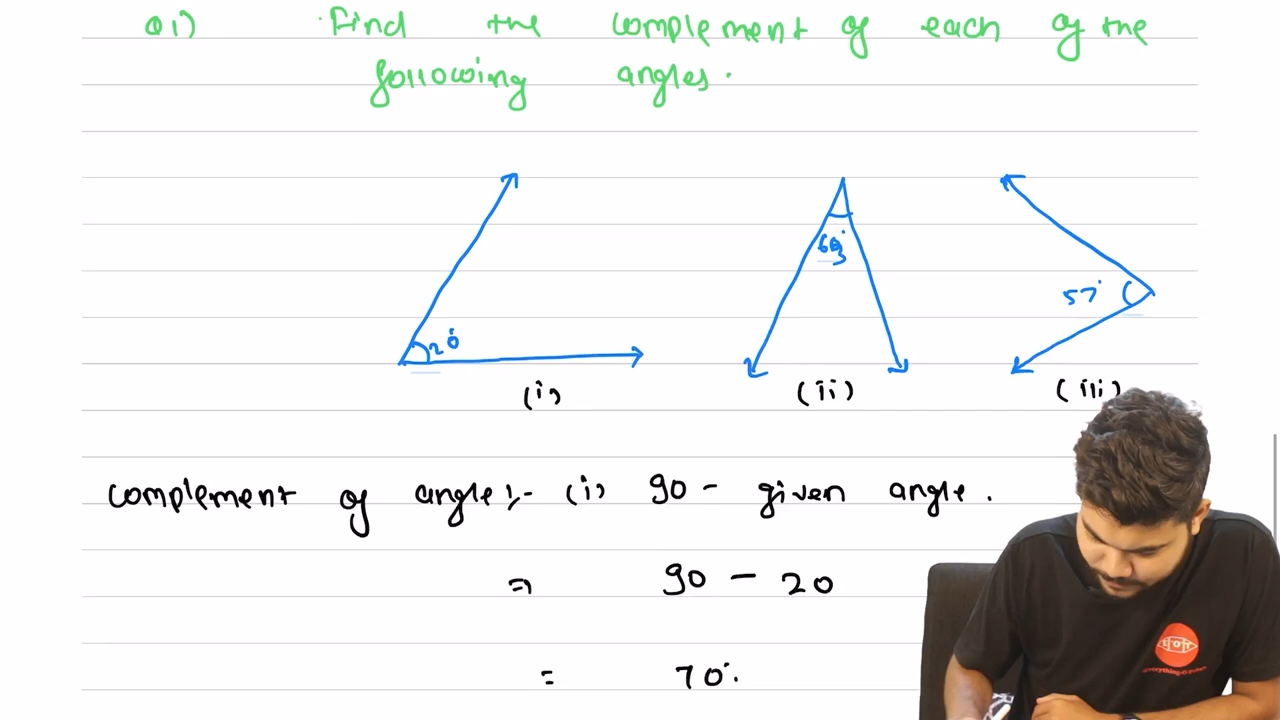 Q1) Find the complement of each of the
following angles.
20°
57°
(i)
(ii)
(iii)
complement of angle:- (i) 90 - given angle.
⇒ 90 - 20
= 70°.